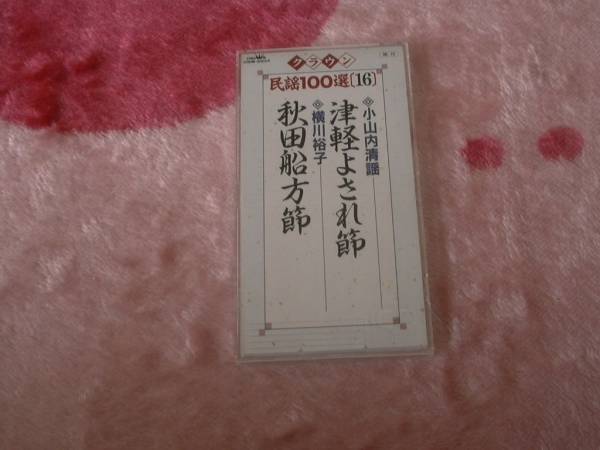 クラウン
民謡100選〔16〕
◈小山内清謡
津軽よされ節
◈横川裕子
秋田船方節